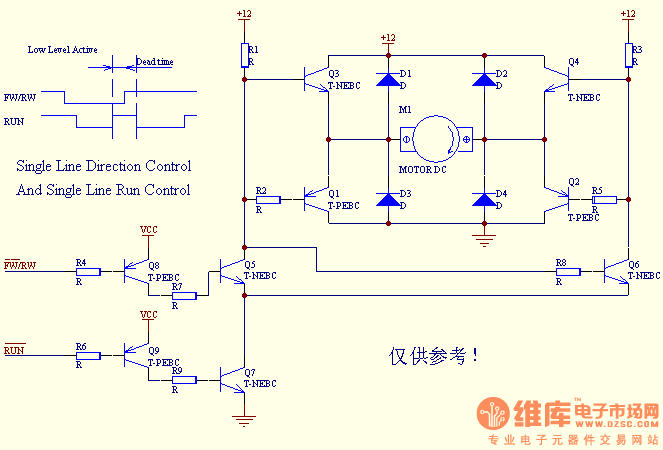 +12
+12
+12
Low Level Active
Dead time
R1
R
R3
R
Q3
T-NEBC
D1
D
D2
D
Q4
T-NEBC
FW/RW
RUN
M1
MOTOR DC
Single Line Direction Control
And Single Line Run Control
R2
R
Q1
T-PEBC
D3
D
D4
D
Q2
T-PEBC
R5
R
VCC
FW/RW
R4
R
Q8
T-PEBC
R7
R
Q5
T-NEBC
R8
R
Q6
T-NEBC
VCC
RUN
R6
R
Q9
T-PEBC
R9
R
Q7
T-NEBC
仅供参考!
维库电子市场网
TM
WWW.DZSC.COM
专业电子元器件交易网站